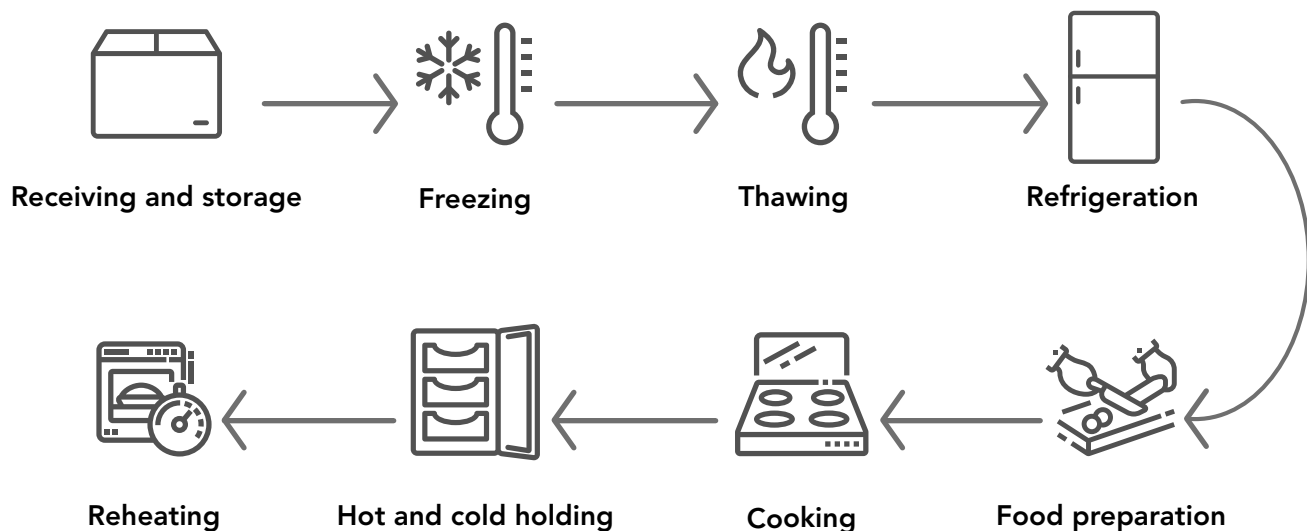 Receiving and storage
Freezing
Thawing
Refrigeration
Food preparation
Cooking
Hot and cold holding
Reheating